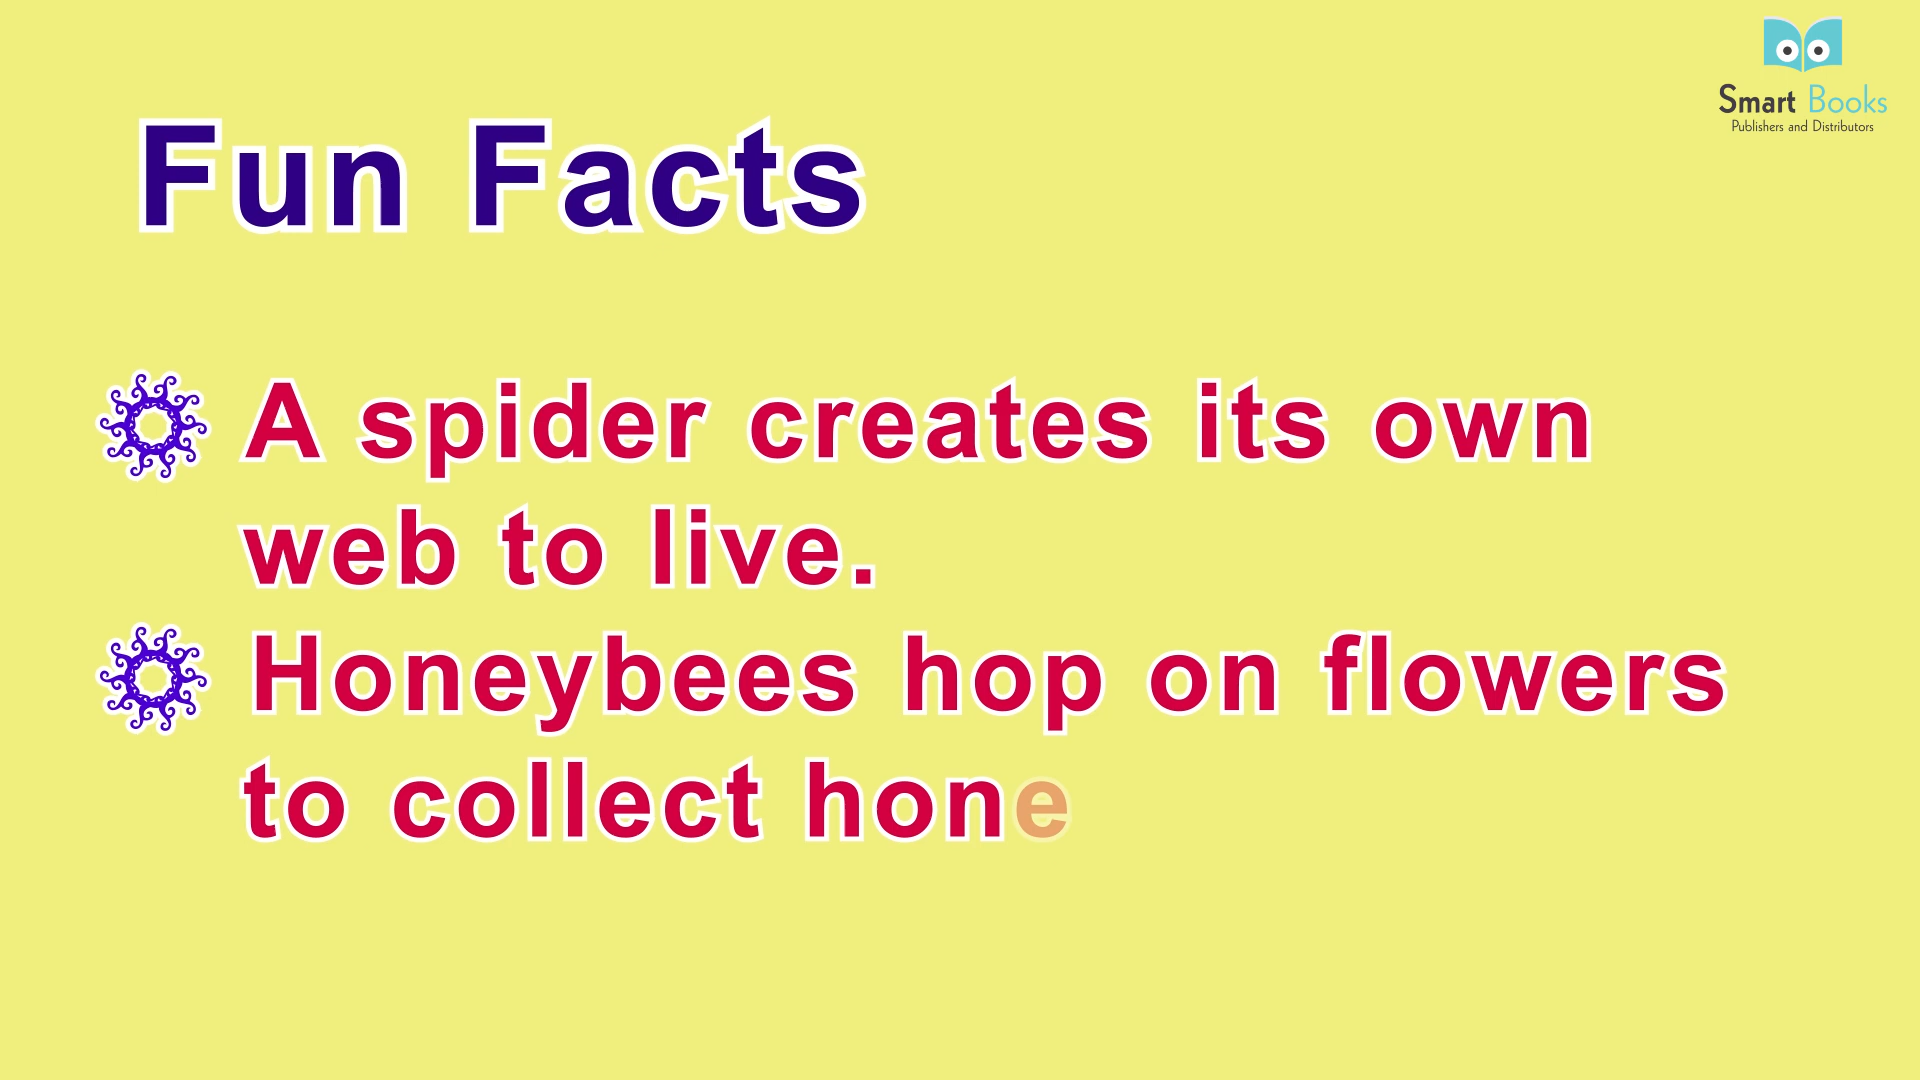 Smart Books
Publishers and Distributors
Fun Facts
A spider creates its own
web to live.
Honeybees hop on flowers
to collect hone